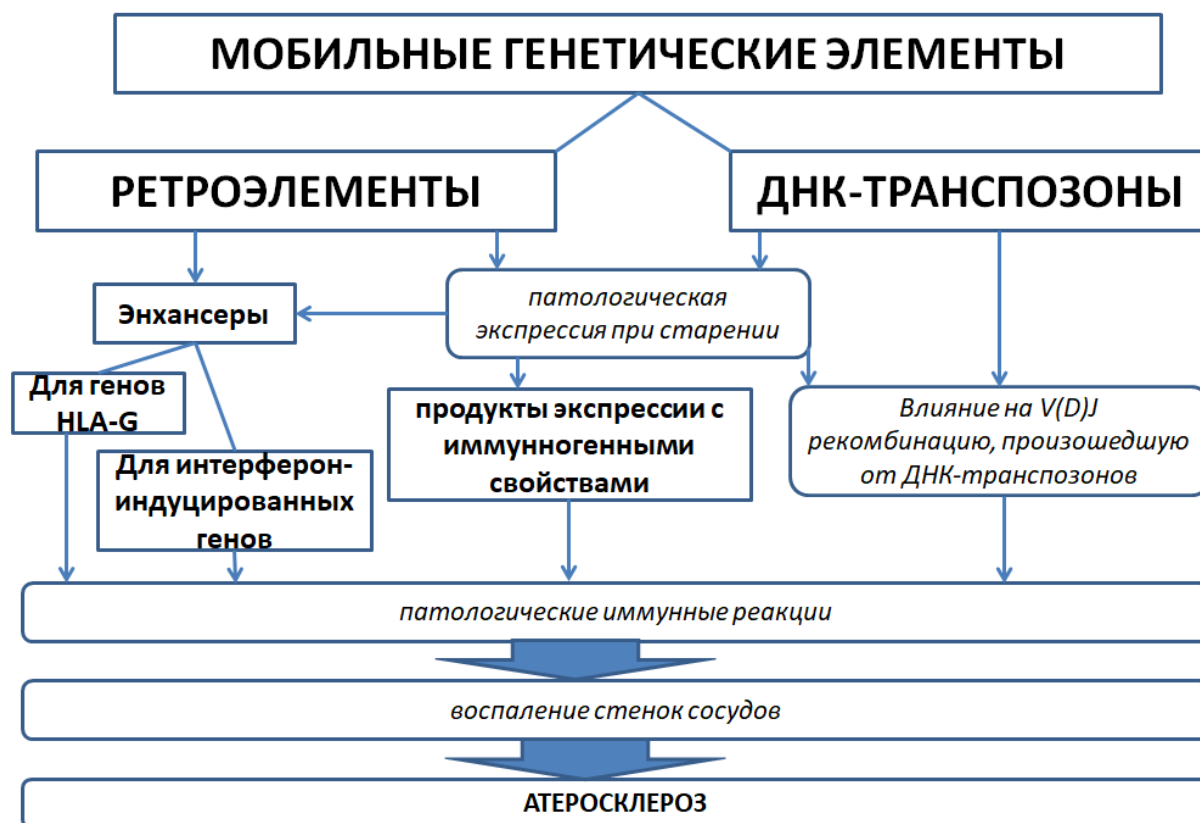 МОБИЛЬНЫЕ ГЕНЕТИЧЕСКИЕ ЭЛЕМЕНТЫ
РЕТРОЭЛЕМЕНТЫ
ДНК-ТРАНСПОЗОНЫ
Энхансеры
патологическая
экспрессия при старении
Для генов
HLA-G
Для интерферон-
индуцированных
генов
продукты экспрессии с
иммунногенными
свойствами
Влияние на V(D)J
рекомбинацию, произошедшую
от ДНК-транспозонов
патологические иммунные реакции
воспаление стенок сосудов
АТЕРОСКЛЕРОЗ